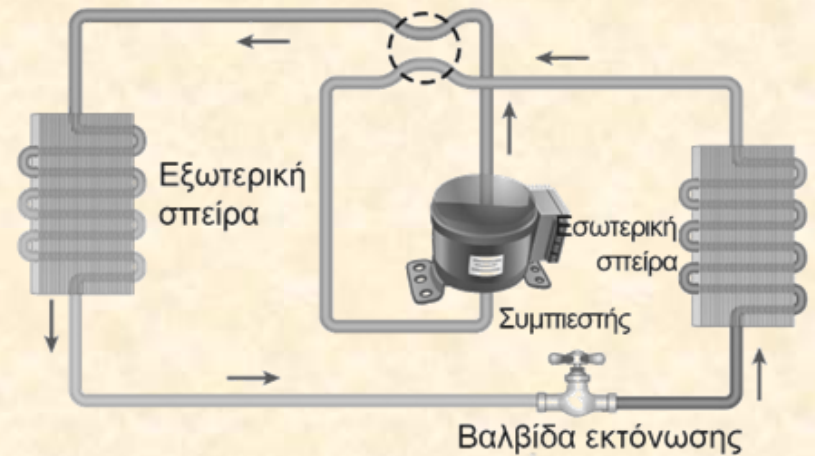 Εξωτερική
σπείρα
Εσωτερική
σπείρα
Συμπιεστής
Βαλβίδα εκτόνωσης